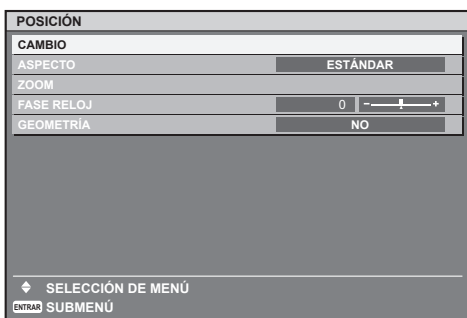 POSICIÓN
CAMBIO
ASPECTO ESTÁNDAR
ZOOM
FASE RELOJ 0 - +
GEOMETRÍA NO
SELECCIÓN DE MENÚ
ENTRAR SUBMENÚ